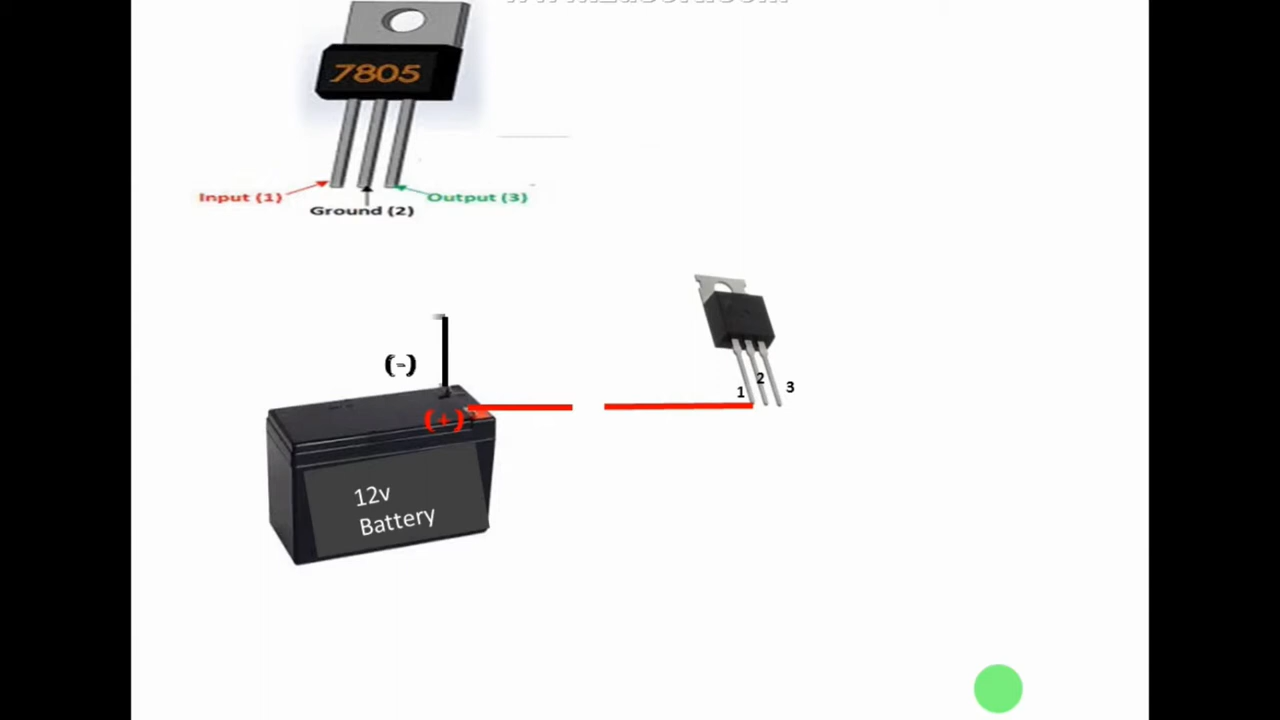 7805
Input (1)
Ground (2)
Output (3)
(-)
(+)
1
2
3
12v
Battery